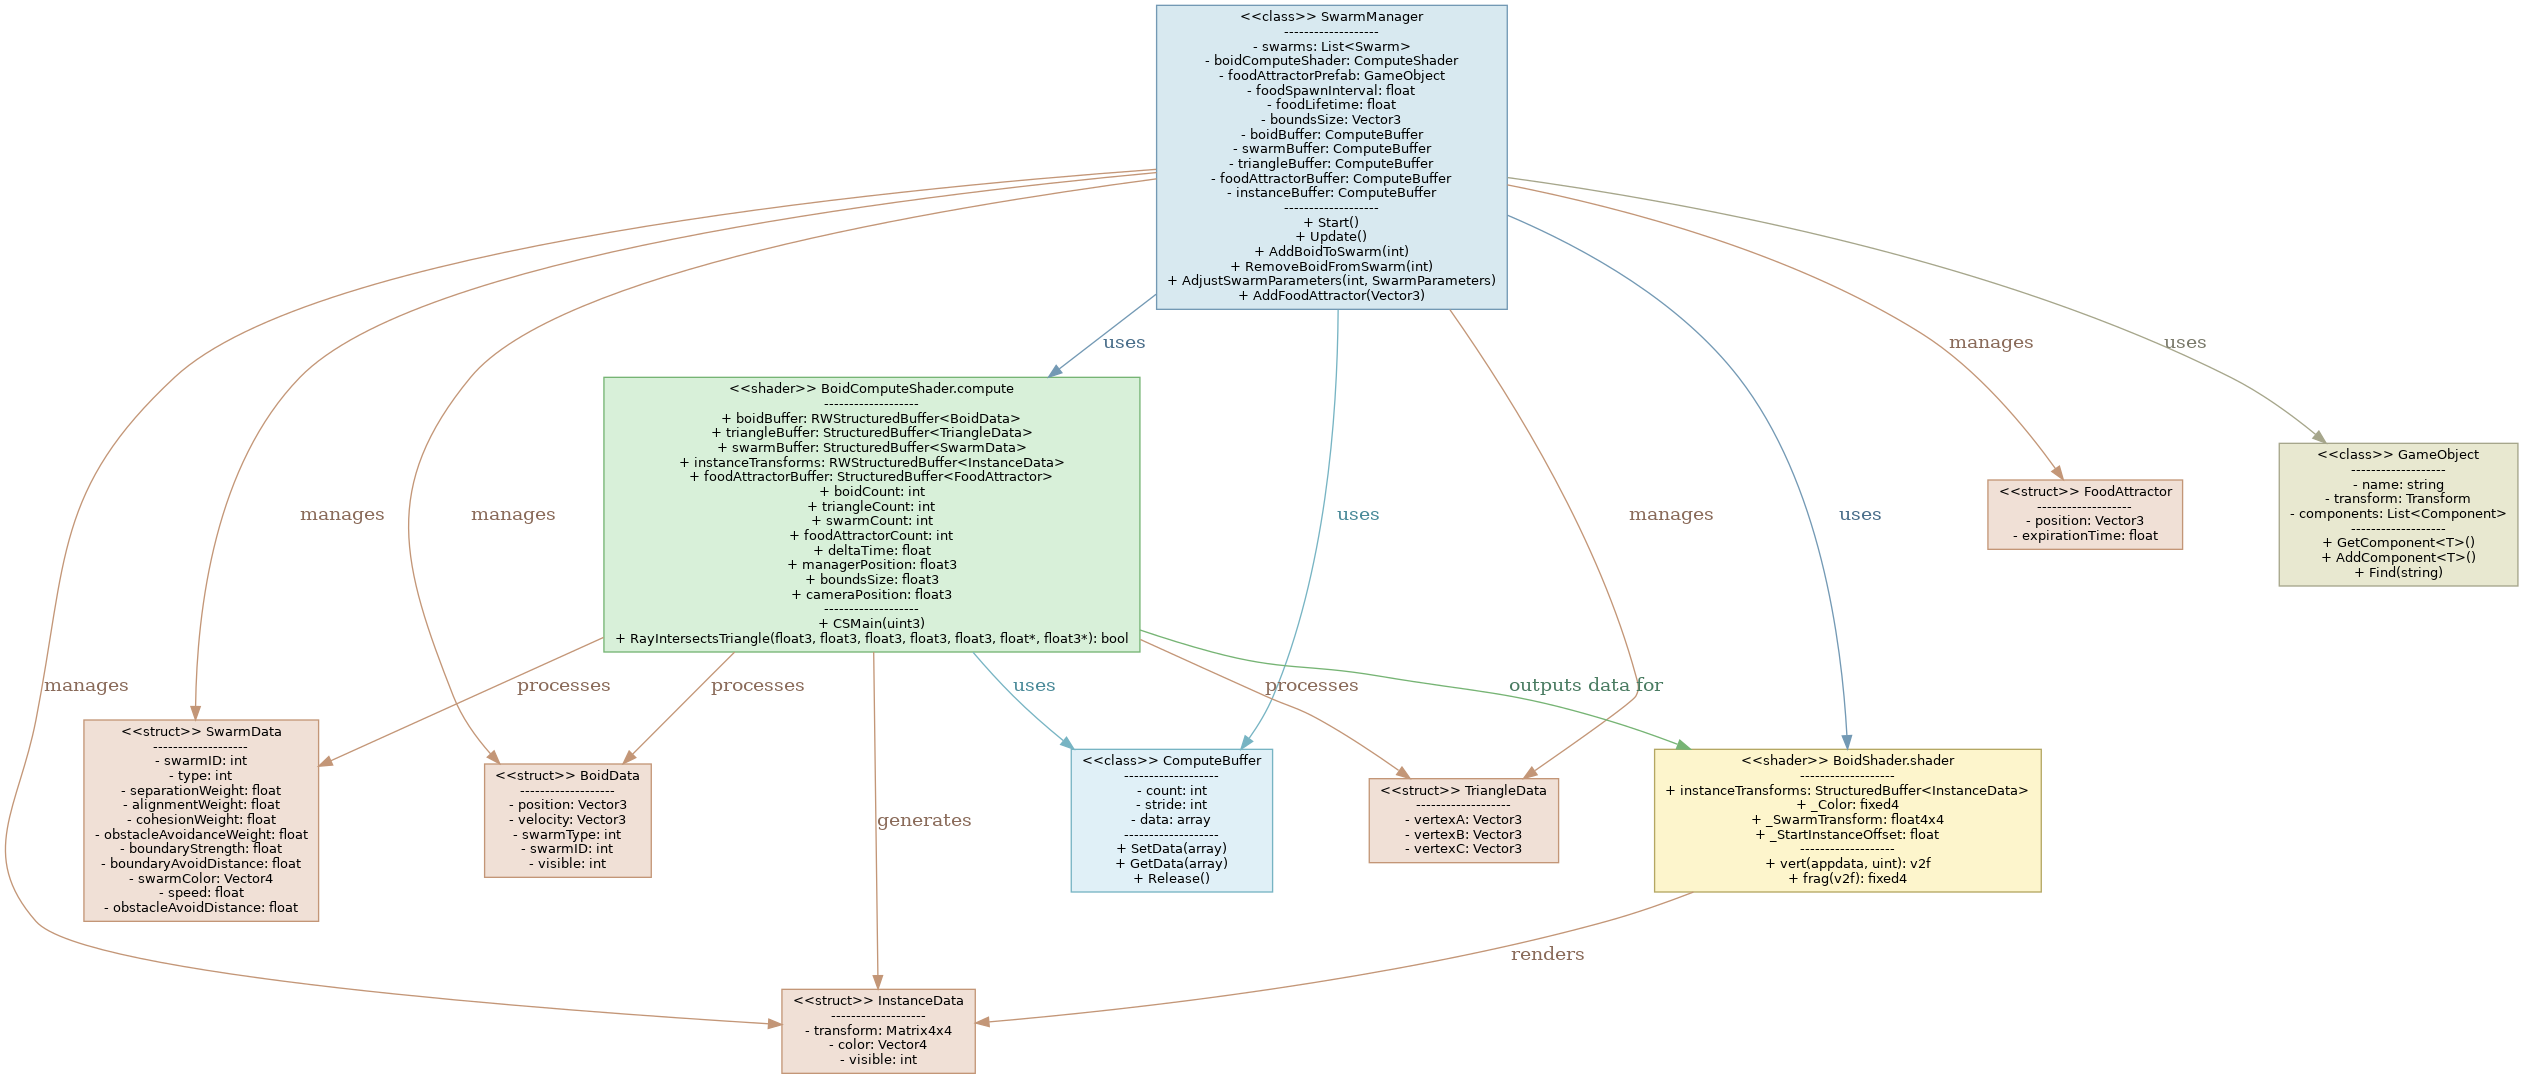 <<class>> SwarmManager
-------------------
- swarms: List<Swarm>
- boidComputeShader: ComputeShader
- foodAttractorPrefab: GameObject
- foodSpawnInterval: float
- foodLifetime: float
- boundsSize: Vector3
- boidBuffer: ComputeBuffer
- swarmBuffer: ComputeBuffer
- triangleBuffer: ComputeBuffer
- foodAttractorBuffer: ComputeBuffer
- instanceBuffer: ComputeBuffer
-------------------
+ Start()
+ Update()
+ AddBoidToSwarm(int)
+ RemoveBoidFromSwarm(int)
+ AdjustSwarmParameters(int, SwarmParameters)
+ AddFoodAttractor(Vector3)
uses
manages
uses
<<shader>> BoidComputeShader.compute
-------------------
+ boidBuffer: RWStructuredBuffer<BoidData>
+ triangleBuffer: StructuredBuffer<TriangleData>
+ swarmBuffer: StructuredBuffer<SwarmData>
+ instanceTransforms: RWStructuredBuffer<InstanceData>
+ foodAttractorBuffer: StructuredBuffer<FoodAttractor>
+ boidCount: int
+ triangleCount: int
+ swarmCount: int
+ foodAttractorCount: int
+ deltaTime: float
+ managerPosition: float3
+ boundsSize: float3
+ cameraPosition: float3
-------------------
+ CSMain(uint3)
+ RayIntersectsTriangle(float3, float3, float3, float3, float3, float*, float3*): bool
manages
manages
uses
manages
uses
<<struct>> FoodAttractor
-------------------
- position: Vector3
- expirationTime: float
<<class>> GameObject
-------------------
- name: string
- transform: Transform
- components: List<Component>
-------------------
+ GetComponent<T>()
+ AddComponent<T>()
+ Find(string)
manages
processes
processes
uses
processes
outputs data for
<<struct>> SwarmData
-------------------
- swarmID: int
- type: int
- separationWeight: float
- alignmentWeight: float
- cohesionWeight: float
- obstacleAvoidanceWeight: float
- boundaryStrength: float
- boundaryAvoidDistance: float
- swarmColor: Vector4
- speed: float
- obstacleAvoidDistance: float
<<struct>> BoidData
-------------------
- position: Vector3
- velocity: Vector3
- swarmType: int
- swarmID: int
- visible: int
generates
<<class>> ComputeBuffer
-------------------
- count: int
- stride: int
- data: array
-------------------
+ SetData(array)
+ GetData(array)
+ Release()
<<struct>> TriangleData
-------------------
- vertexA: Vector3
- vertexB: Vector3
- vertexC: Vector3
<<shader>> BoidShader.shader
-------------------
+ instanceTransforms: StructuredBuffer<InstanceData>
+ _Color: fixed4
+ _SwarmTransform: float4x4
+ _StartInstanceOffset: float
-------------------
+ vert(appdata, uint): v2f
+ frag(v2f): fixed4
renders
<<struct>> InstanceData
-------------------
- transform: Matrix4x4
- color: Vector4
- visible: int